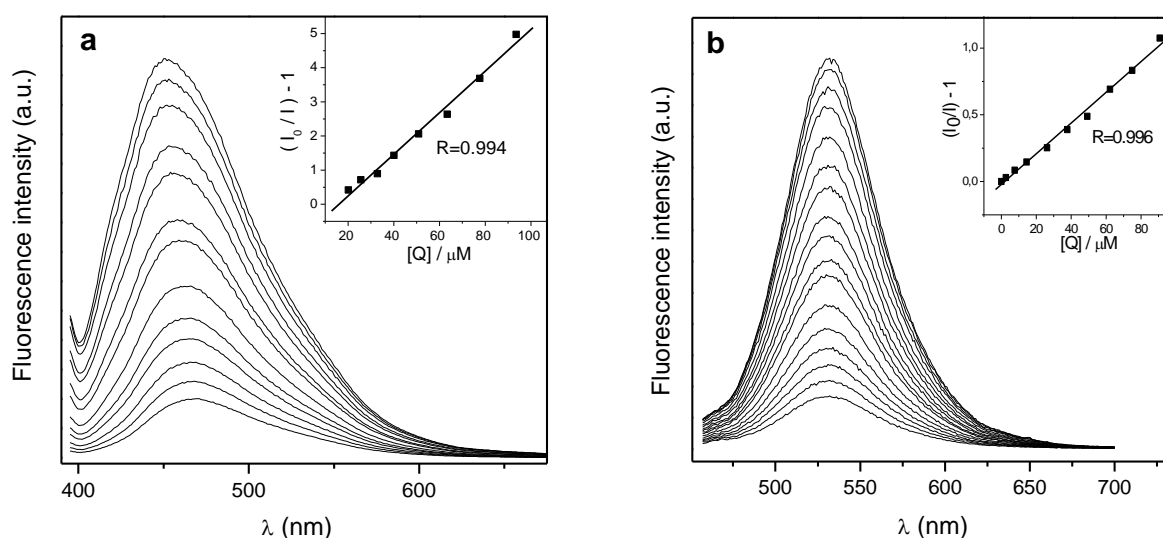 a
Fluorescence intensity (a.u.)
5
4
3
2
1
0
( I₀ / I ) - 1
R=0.994
20 40 60 80 100
[Q] / μM
400 500 600
λ (nm)
b
Fluorescence intensity (a.u.)
1,0
0,5
0,0
(I₀/I) - 1
R=0.996
0 20 40 60 80
[Q] / μM
500 550 600 650 700
λ (nm)